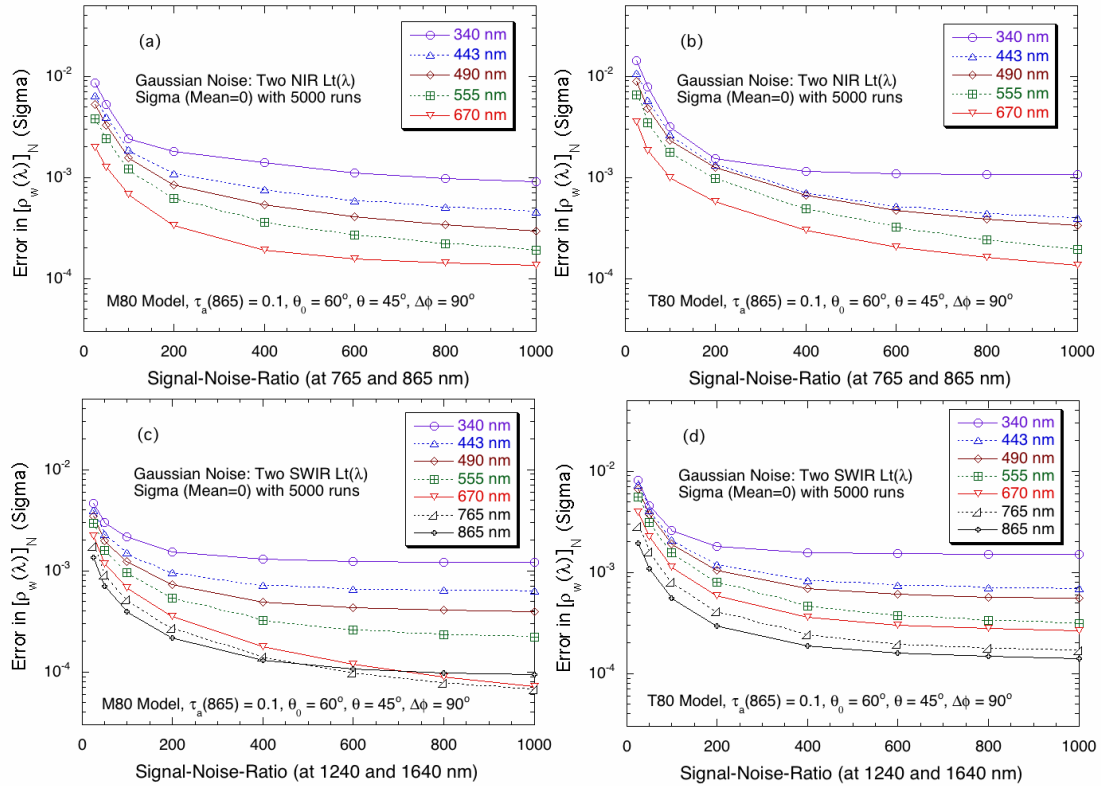 (a)
340 nm
443 nm
490 nm
555 nm
670 nm
Gaussian Noise: Two NIR Lt(λ)
Sigma (Mean=0) with 5000 runs
Error in [ρw(λ)]N (Sigma)
10⁻²
10⁻³
10⁻⁴
M80 Model, τa(865) = 0.1, θ0 = 60°, θ = 45°, Δϕ = 90°
0 200 400 600 800 1000
Signal-Noise-Ratio (at 765 and 865 nm)
(b)
340 nm
443 nm
490 nm
555 nm
670 nm
Gaussian Noise: Two NIR Lt(λ)
Sigma (Mean=0) with 5000 runs
Error in [ρw(λ)]N (Sigma)
10⁻²
10⁻³
10⁻⁴
T80 Model, τa(865) = 0.1, θ0 = 60°, θ = 45°, Δϕ = 90°
0 200 400 600 800 1000
Signal-Noise-Ratio (at 765 and 865 nm)
(c)
340 nm
443 nm
490 nm
555 nm
670 nm
765 nm
865 nm
Gaussian Noise: Two SWIR Lt(λ)
Sigma (Mean=0) with 5000 runs
Error in [ρw(λ)]N (Sigma)
10⁻²
10⁻³
10⁻⁴
M80 Model, τa(865) = 0.1, θ0 = 60°, θ = 45°, Δϕ = 90°
0 200 400 600 800 1000
Signal-Noise-Ratio (at 1240 and 1640 nm)
(d)
340 nm
443 nm
490 nm
555 nm
670 nm
765 nm
865 nm
Gaussian Noise: Two SWIR Lt(λ)
Sigma (Mean=0) with 5000 runs
Error in [ρw(λ)]N (Sigma)
10⁻²
10⁻³
10⁻⁴
T80 Model, τa(865) = 0.1, θ0 = 60°, θ = 45°, Δϕ = 90°
0 200 400 600 800 1000
Signal-Noise-Ratio (at 1240 and 1640 nm)